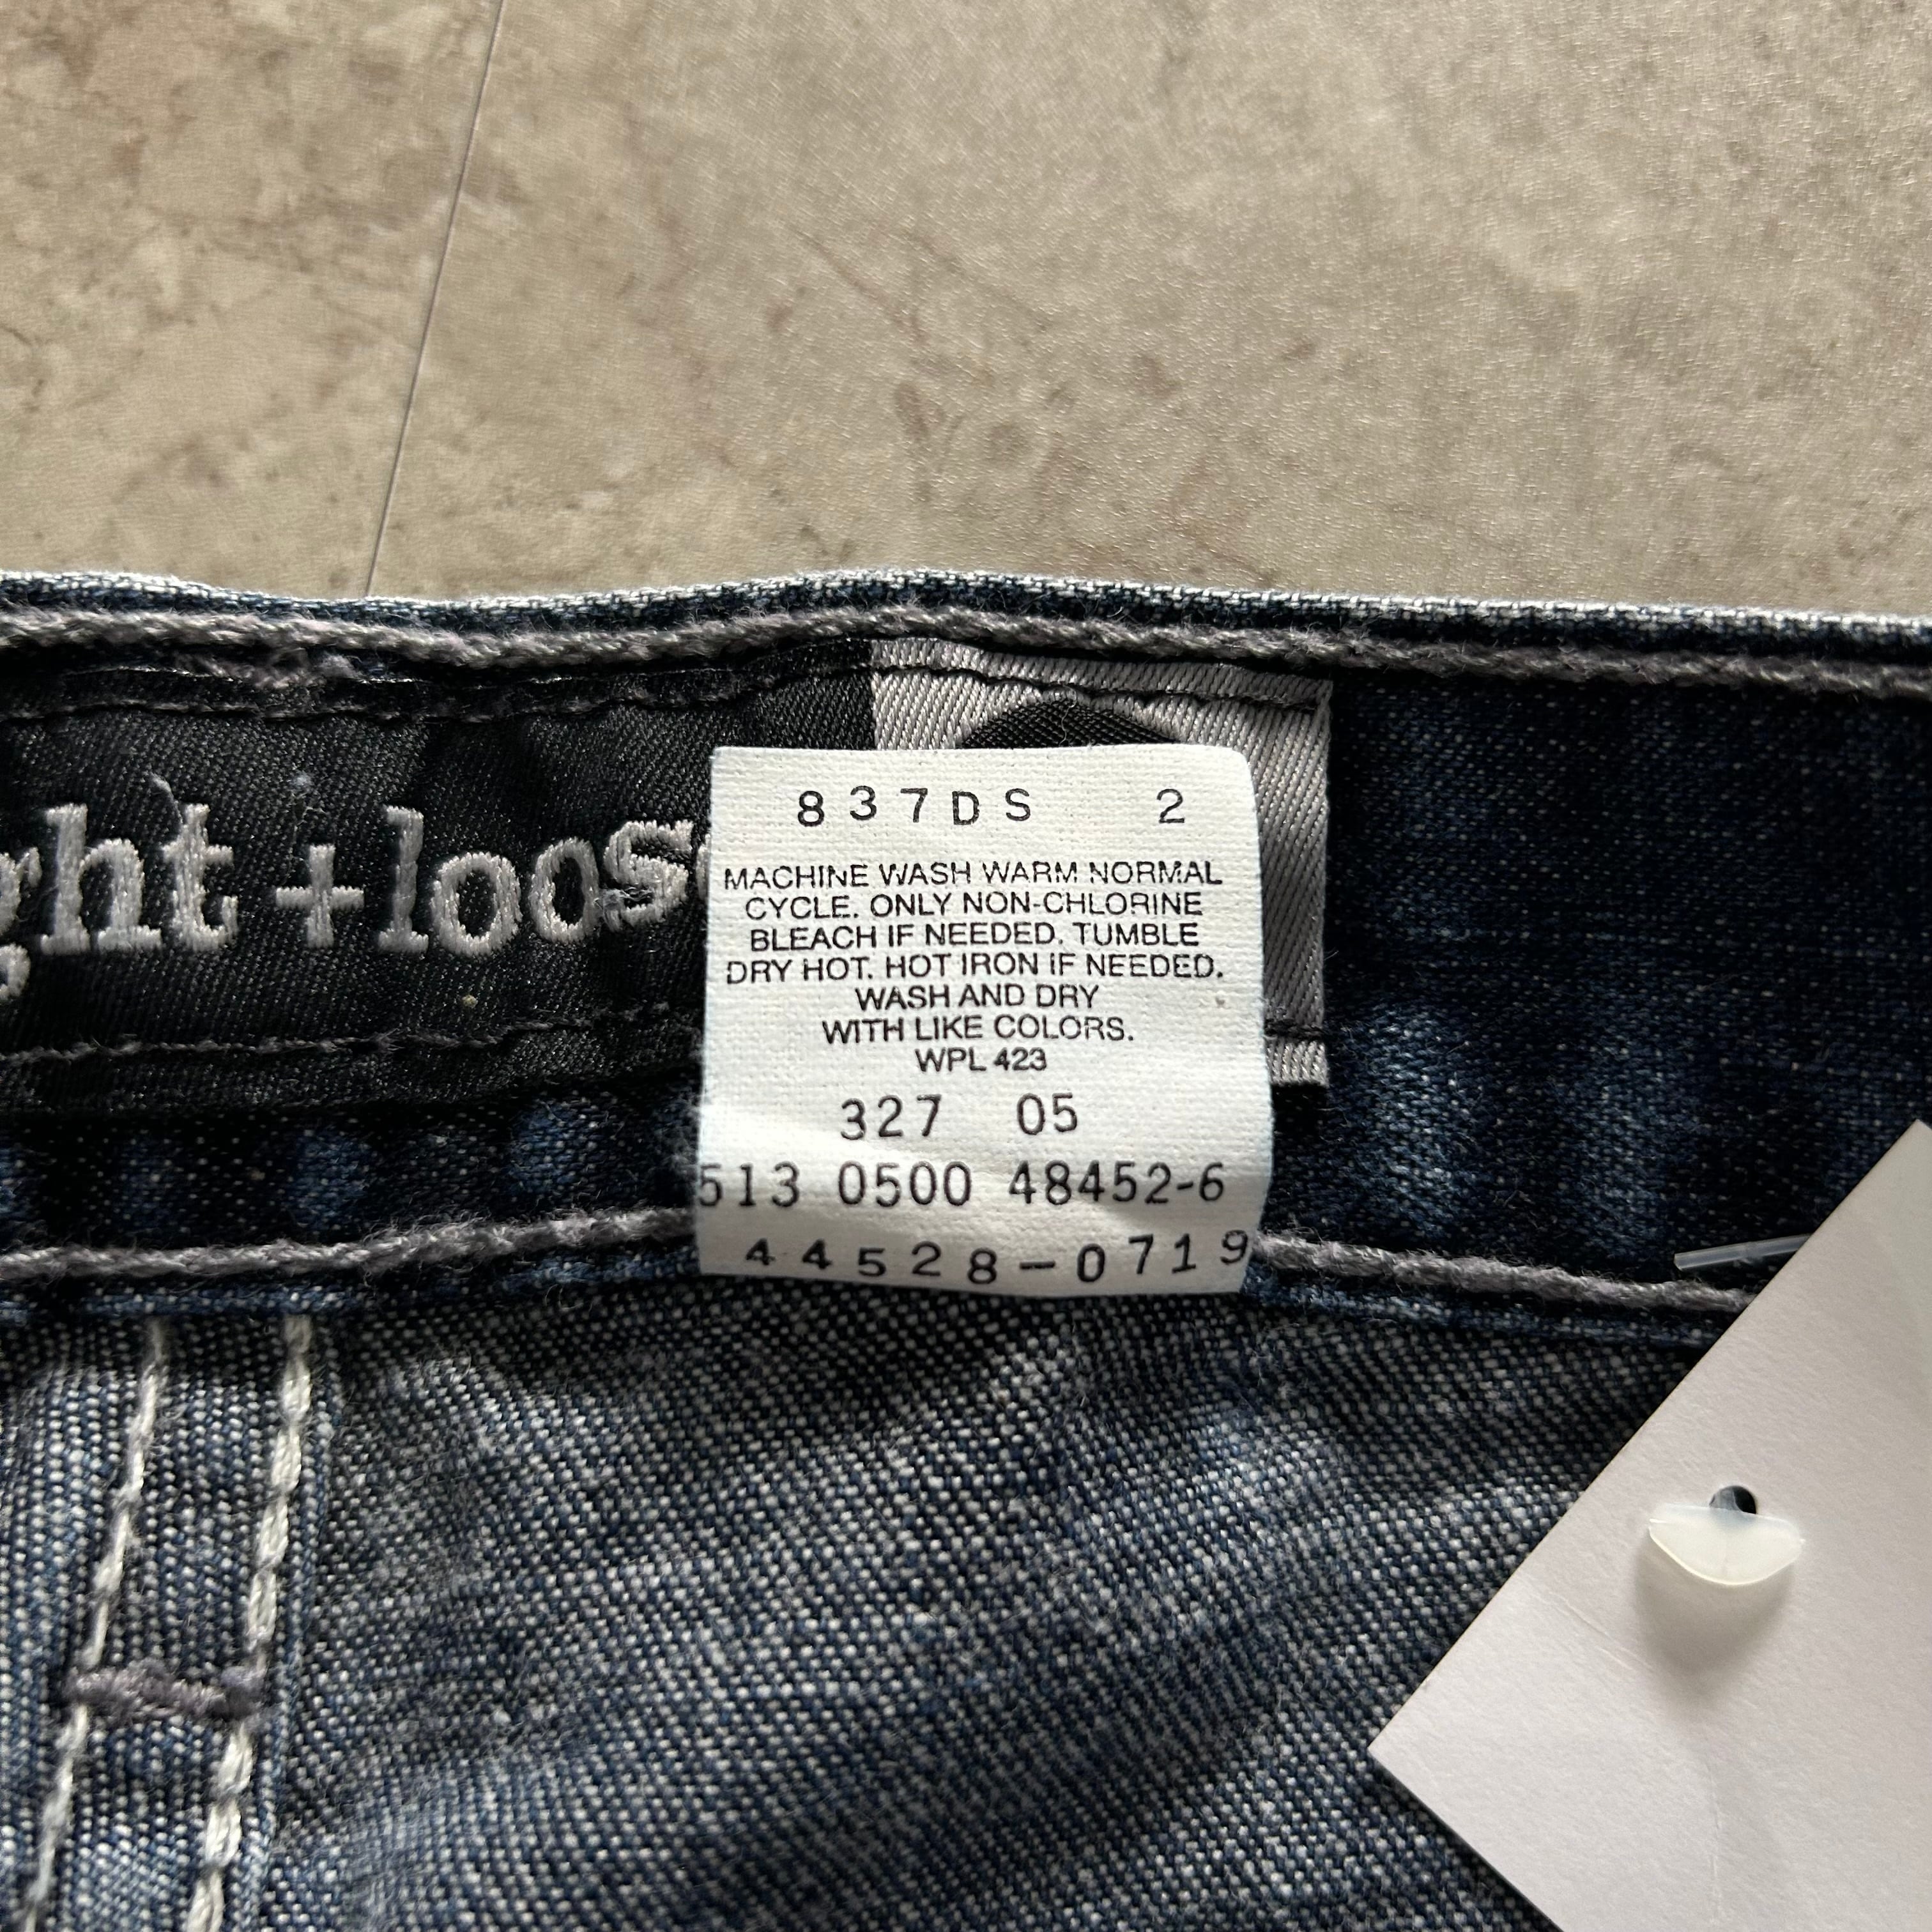 ght + loose
837DS 2
MACHINE WASH WARM NORMAL
CYCLE. ONLY NON-CHLORINE
BLEACH IF NEEDED. TUMBLE
DRY HOT. HOT IRON IF NEEDED.
WASH AND DRY
WITH LIKE COLORS.
WPL 423
327 05
513 0500 48452-6
44528-0719